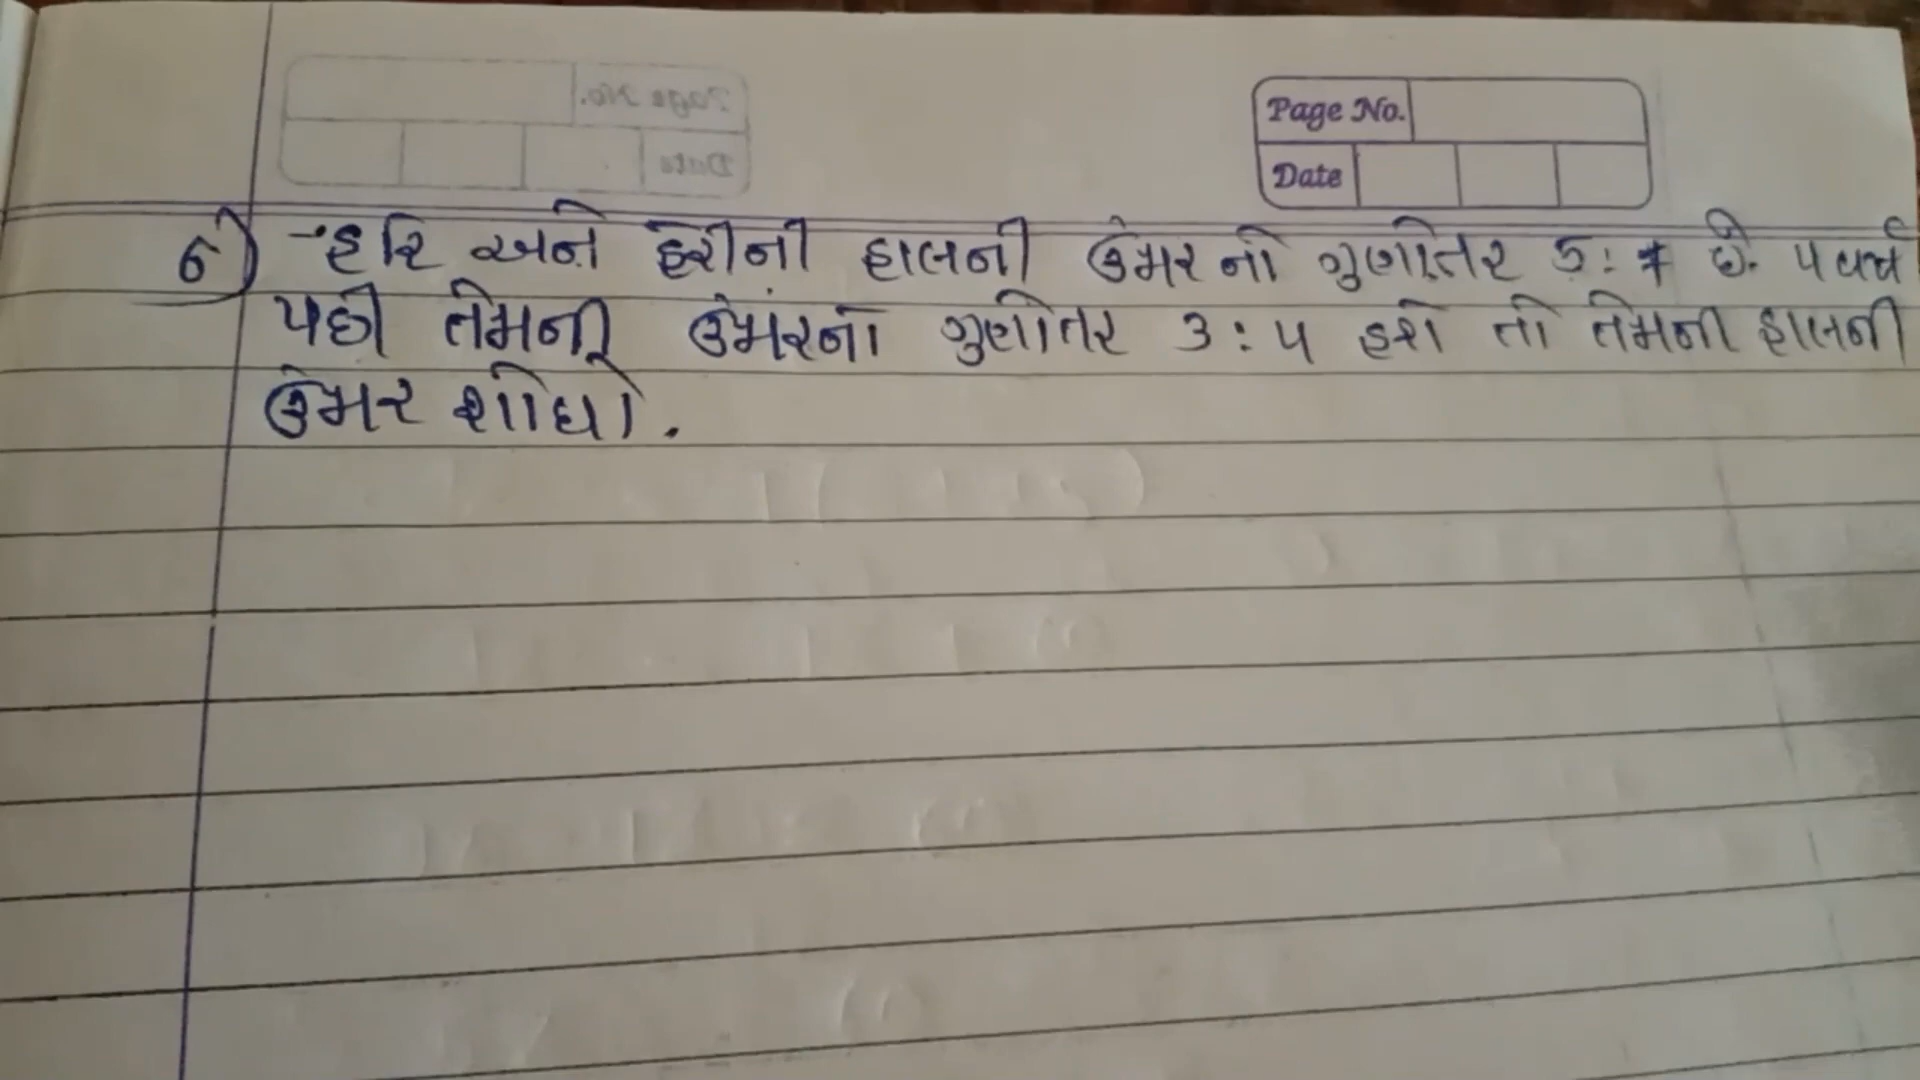 Page No.
Date
6) હરિ અને હેરીની હાલની ઉંમરનો ગુણોતર 5 : 7 છે. 4 વર્ષ
પછી તેમની ઉંમરનો ગુણોતર 3 : 4 હશે તો તેમની હાલની
ઉંમર શોધો.